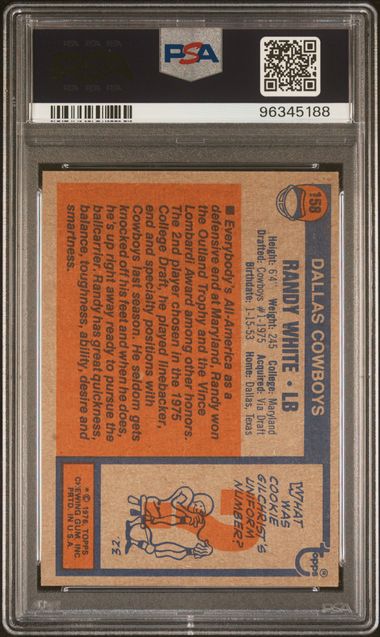 PSA
96345188
158
DALLAS COWBOYS
RANDY WHITE • LB
Height: 6'4" Weight: 245 College: Maryland
Drafted: Cowboys #1-1975 Acquired: Via Draft
Birthdate: 1-15-53 Home: Dallas, Texas
■ Everybody's All-America as a
defensive end at Maryland, Randy won
the Outland Trophy and the Vince
Lombardi Award among other honors.
The 2nd player chosen in the 1975
College Draft, he played linebacker,
end and specialty positions with
Cowboys last season. He seldom gets
knocked off his feet and when he does,
he's up right away ready to pursue the
ballcarrier. Randy has great quickness,
balance, toughness, ability, desire and
smartness.
topps®
WHAT
WAS
COOKIE
GILCHRIST'S
UNIFORM
NUMBER?
?
32
✱ © 1976, TOPPS
CHEWING GUM, INC.
PRTD. IN U.S.A.
PSA